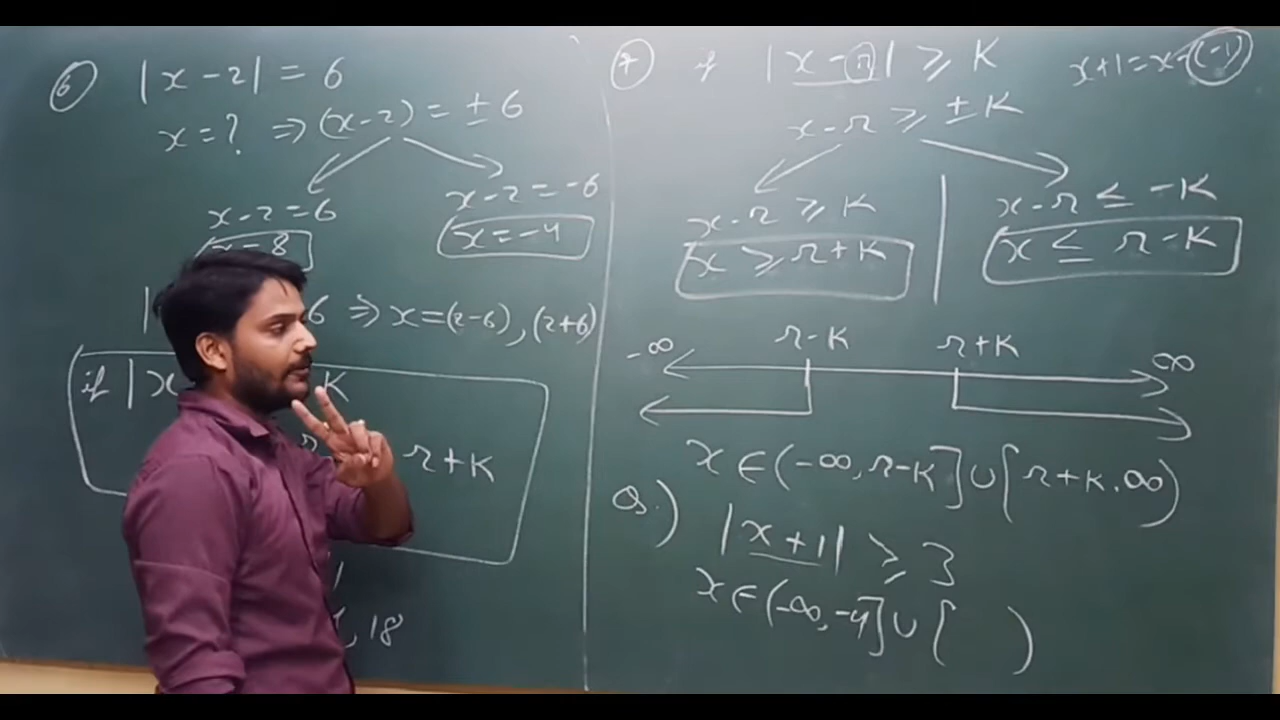 6 |x-2| = 6
x = ? ⇒ (x-2) = ± 6
x-2 = 6
x-2 = -6
x = 8
x = -4
6 ⇒ x = (2-6), (2+6)
if |x
K
r+K
, 18
7 if |x-r| ≥ K
x+1 = x-(-1)
x-r ≥ ± K
x-r ≥ K
x-r ≤ -K
x ≥ r+K
x ≤ r-K
-∞ r-K r+K ∞
x ∈ (-∞, r-K] ∪ [r+K, ∞)
Q.) |x+1| ≥ 3
x ∈ (-∞, -4] ∪ [ )